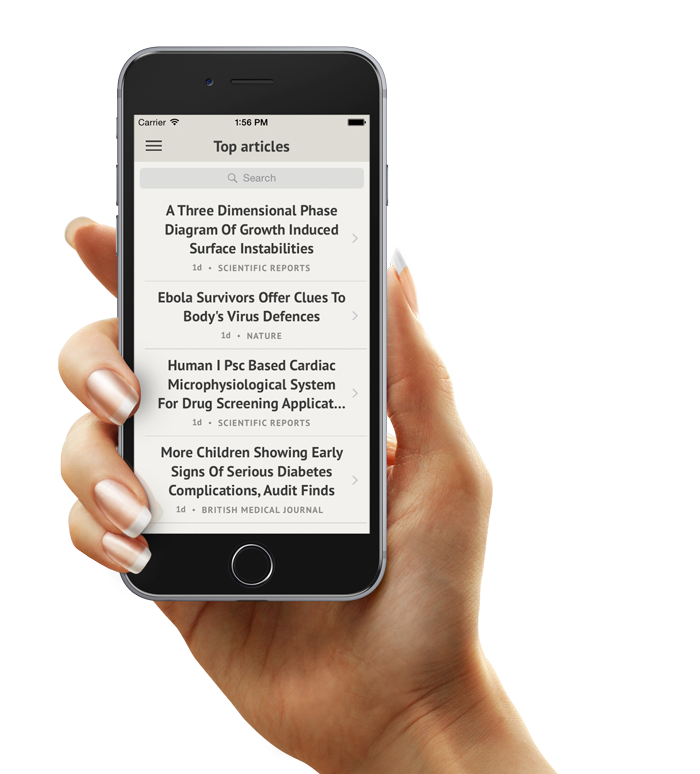 Carrier 1:56 PM
Top articles
Search
A Three Dimensional Phase
Diagram Of Growth Induced
Surface Instabilities
1d • SCIENTIFIC REPORTS
Ebola Survivors Offer Clues To
Body's Virus Defences
1d • NATURE
Human I Psc Based Cardiac
Microphysiological System
For Drug Screening Applicat...
1d • SCIENTIFIC REPORTS
More Children Showing Early
Signs Of Serious Diabetes
Complications, Audit Finds
1d • BRITISH MEDICAL JOURNAL